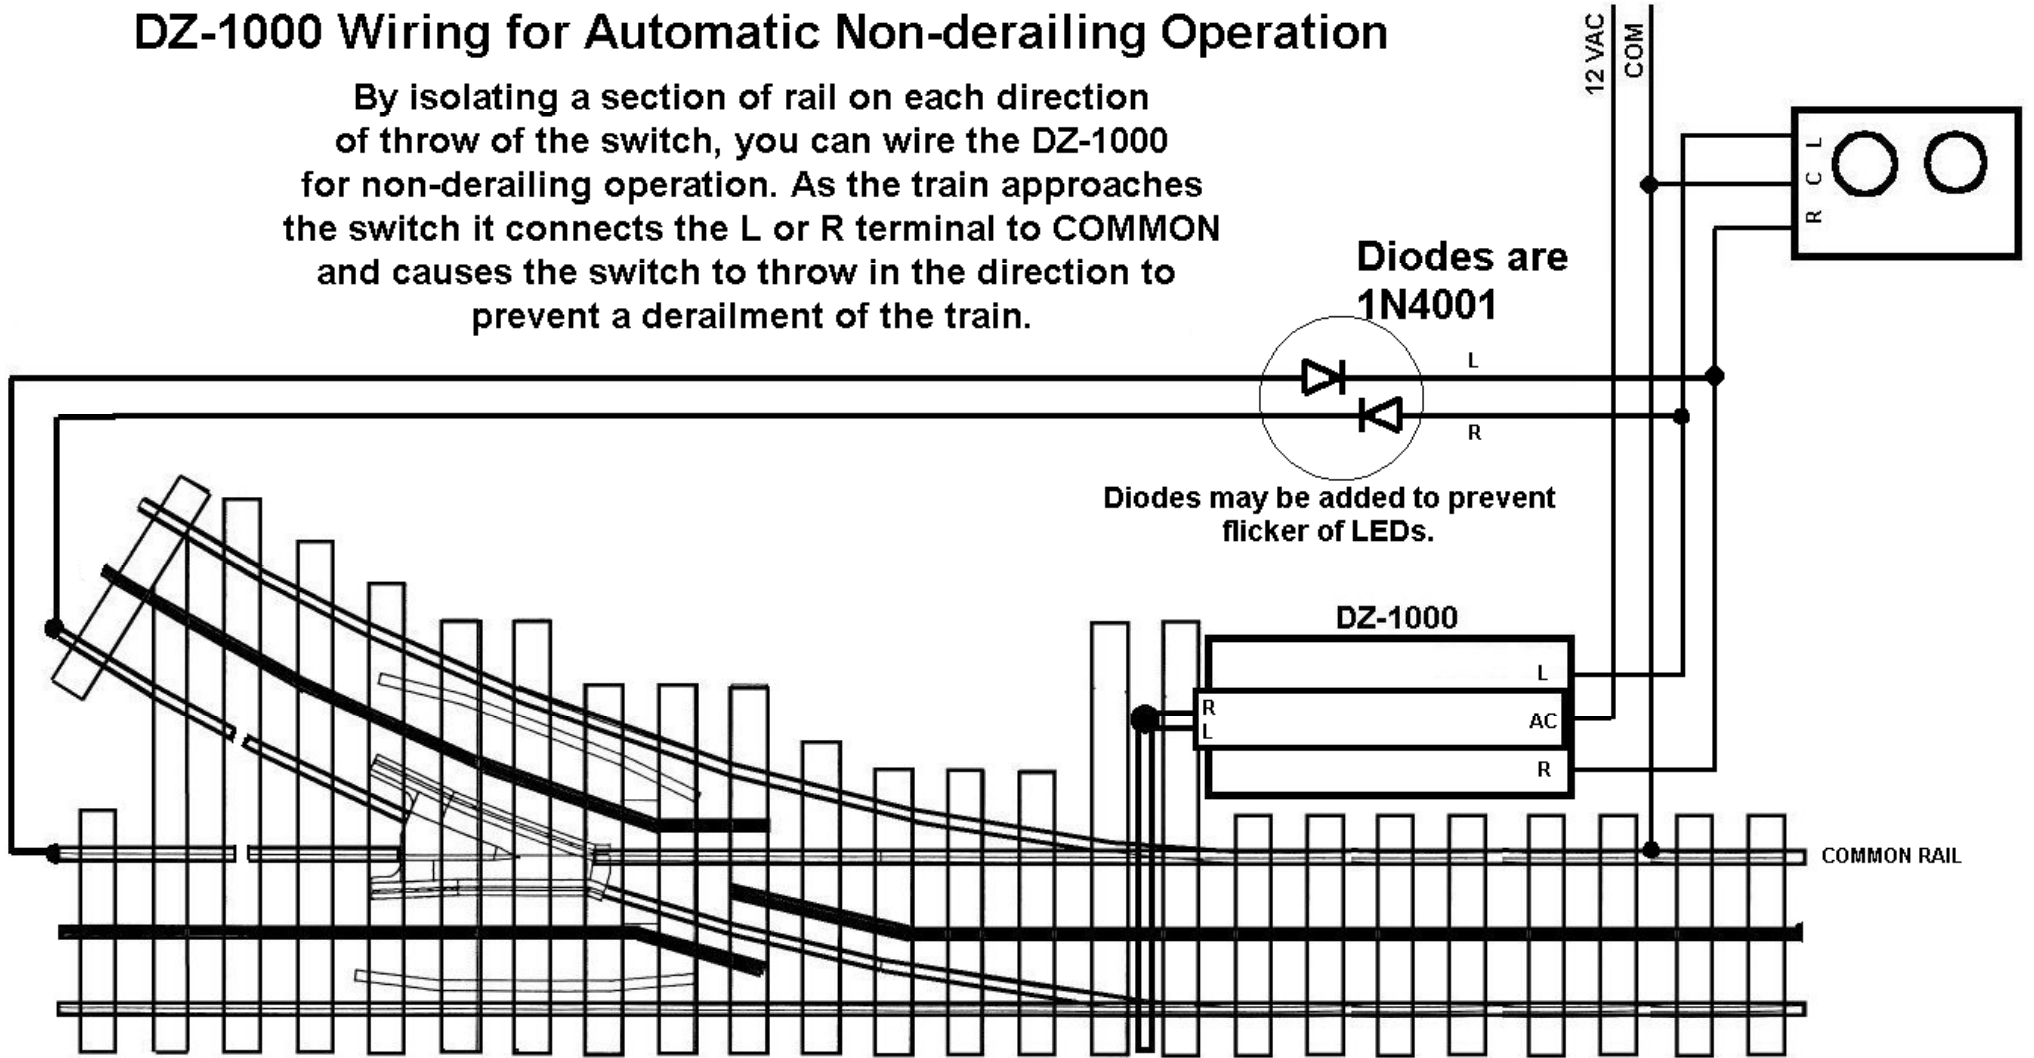 DZ-1000 Wiring for Automatic Non-derailing Operation
By isolating a section of rail on each direction
of throw of the switch, you can wire the DZ-1000
for non-derailing operation. As the train approaches
the switch it connects the L or R terminal to COMMON
and causes the switch to throw in the direction to
prevent a derailment of the train.
12 VAC
COM
L
C
R
Diodes are
1N4001
L
R
Diodes may be added to prevent
flicker of LEDs.
DZ-1000
L
R
L
AC
R
COMMON RAIL